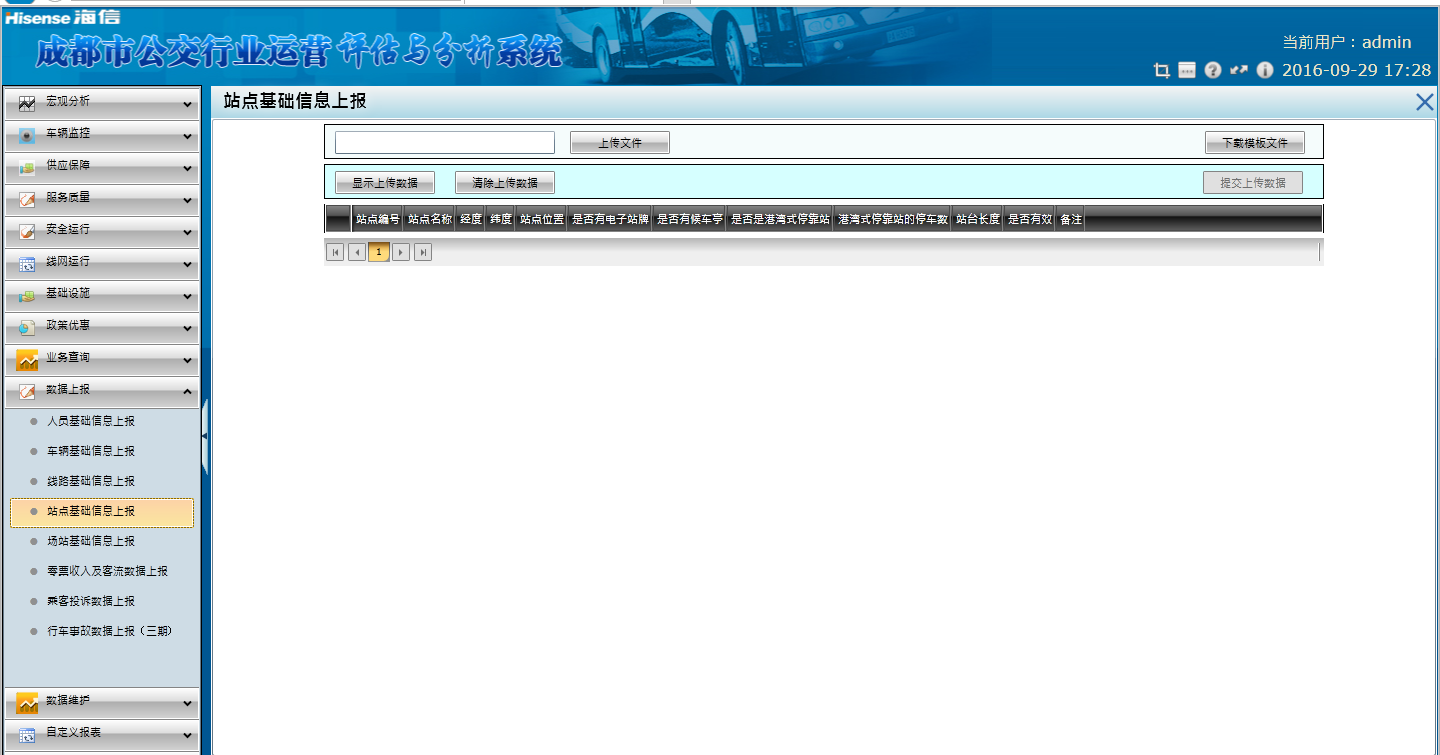 Hisense 海信
成都市公交行业运营评估与分析系统
当前用户：admin
2016-09-29 17:28
宏观分析
车辆监控
供应保障
服务质量
安全运行
线网运行
基础设施
政策优惠
业务查询
数据上报
人员基础信息上报
车辆基础信息上报
线路基础信息上报
站点基础信息上报
场站基础信息上报
零票收入及客流数据上报
乘客投诉数据上报
行车事故数据上报（三期）
数据维护
自定义报表
站点基础信息上报
上传文件 下载模板文件
显示上传数据 清除上传数据 提交上传数据
站点编号 站点名称 经度 纬度 站点位置 是否有电子站牌 是否有候车亭 是否是港湾式停靠站 港湾式停靠站的停车数 站台长度 是否有效 备注
1